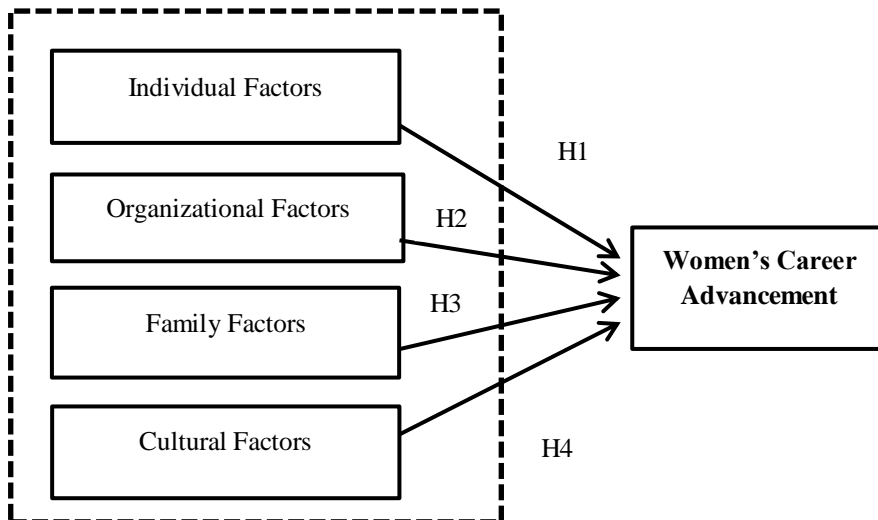 Individual Factors
H1
Organizational Factors
H2
Women’s Career
Advancement
Family Factors
H3
Cultural Factors
H4